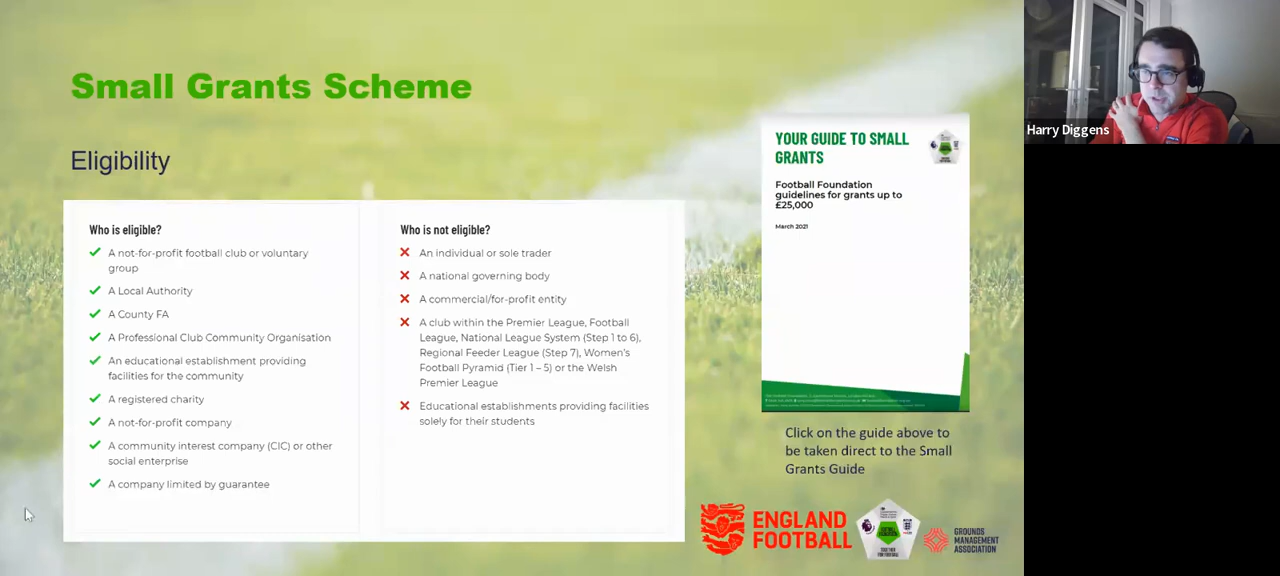 Small Grants Scheme
Eligibility
Who is eligible?
A not-for-profit football club or voluntary
group
A Local Authority
A County FA
A Professional Club Community Organisation
An educational establishment providing
facilities for the community
A registered charity
A not-for-profit company
A community interest company (CIC) or other
social enterprise
A company limited by guarantee
Who is not eligible?
An individual or sole trader
A national governing body
A commercial/for-profit entity
A club within the Premier League, Football
League, National League System (Step 1 to 6),
Regional Feeder League (Step 7), Women's
Football Pyramid (Tier 1 – 5) or the Welsh
Premier League
Educational establishments providing facilities
solely for their students
YOUR GUIDE TO SMALL
GRANTS
Football Foundation
guidelines for grants up to
£25,000
March 2021
Click on the guide above to
be taken direct to the Small
Grants Guide
ENGLAND
FOOTBALL
TOGETHER
FOR FOOTBALL
GROUNDS
MANAGEMENT
ASSOCIATION
Harry Diggens